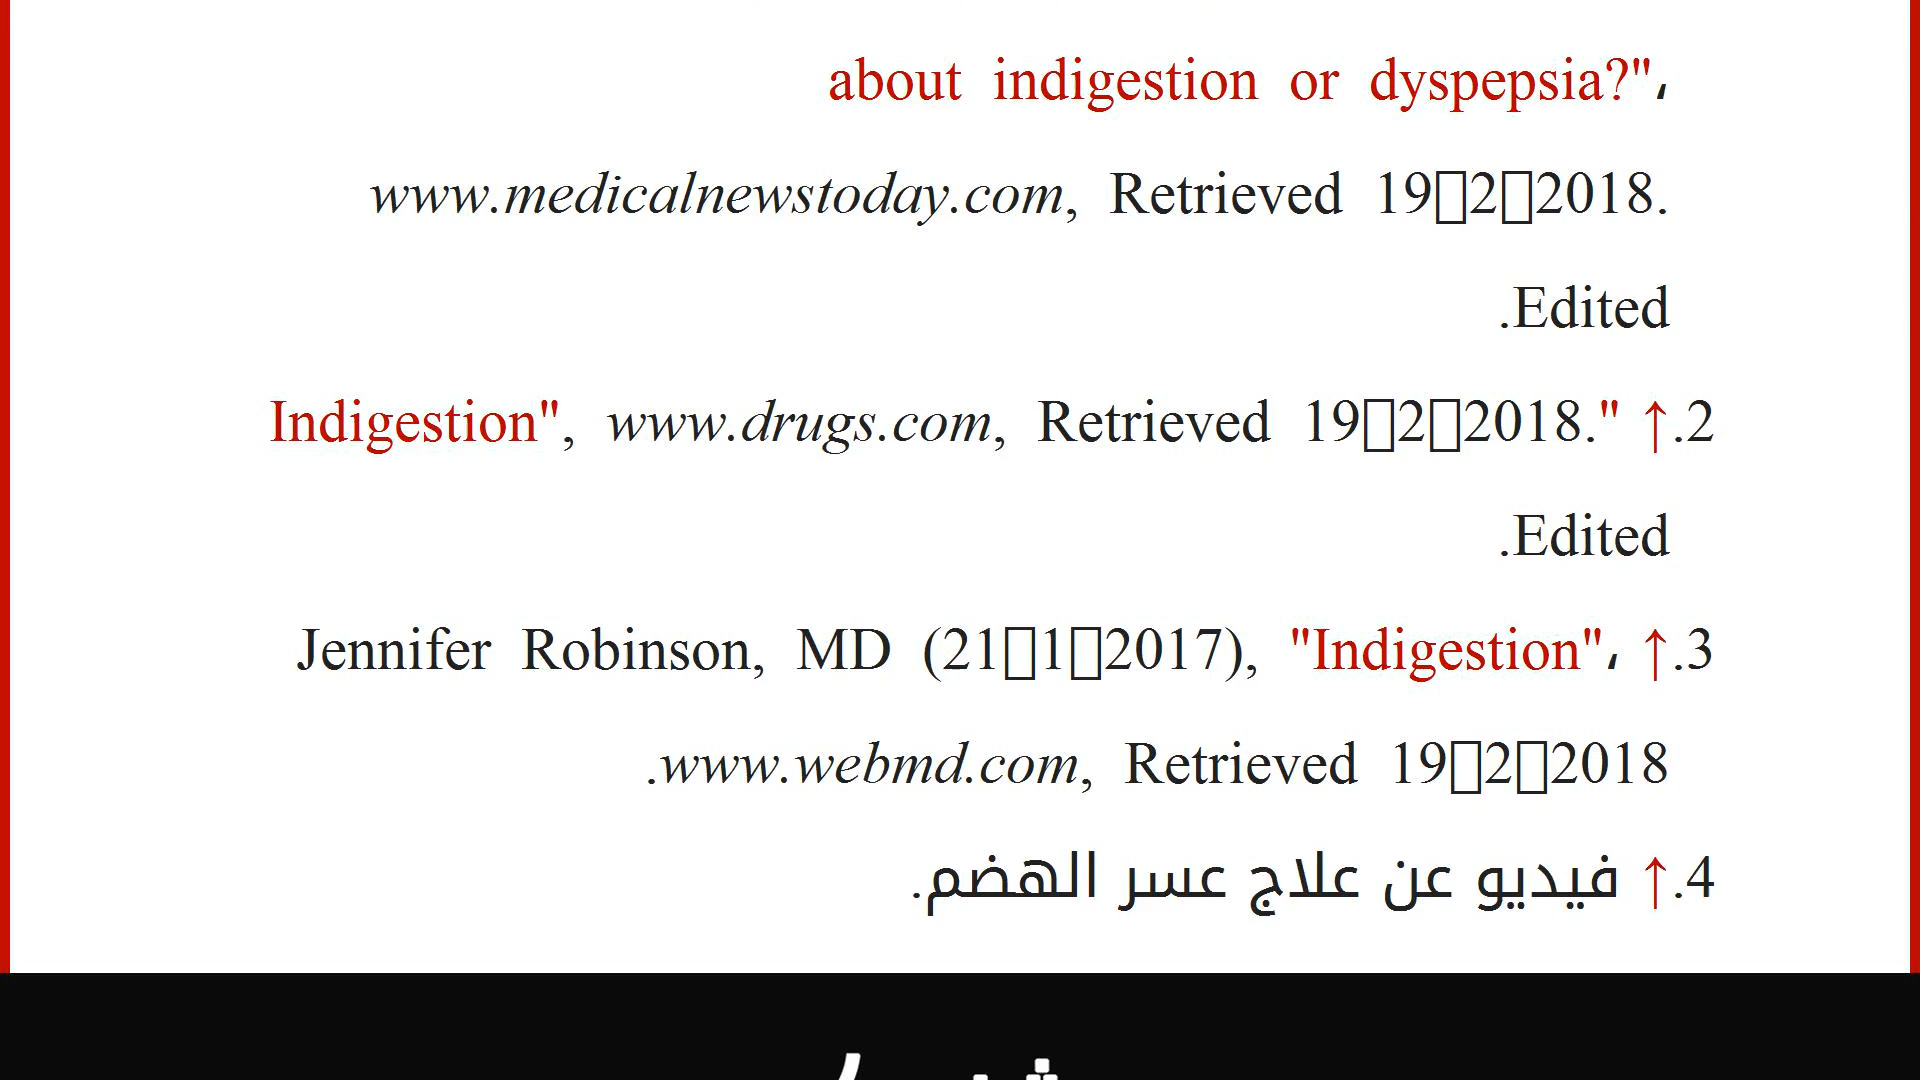 about indigestion or dyspepsia?"،
www.medicalnewstoday.com, Retrieved 19▯2▯2018.
Edited.
2. ↑ "Indigestion", www.drugs.com, Retrieved 19▯2▯2018.
Edited.
3. ↑ Jennifer Robinson, MD (21▯1▯2017), "Indigestion"،
www.webmd.com, Retrieved 19▯2▯2018.
4. ↑ فيديو عن علاج عسر الهضم.